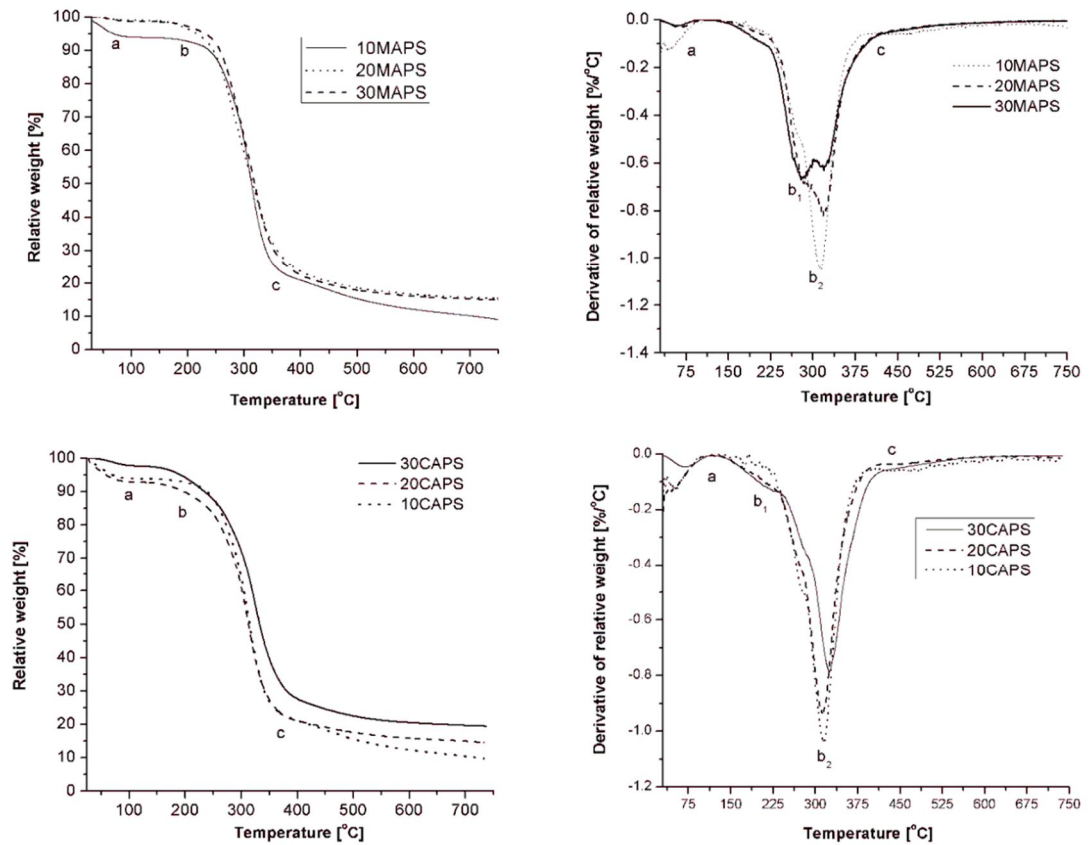 Relative weight [%]
100
90
80
70
60
50
40
30
20
10
0
a
b
c
10MAPS
20MAPS
30MAPS
100 200 300 400 500 600 700
Temperature [°C]
Derivative of relative weight [%/°C]
0.0
-0.2
-0.4
-0.6
-0.8
-1.0
-1.2
-1.4
a
b1
b2
c
10MAPS
20MAPS
30MAPS
75 150 225 300 375 450 525 600 675 750
Temperature [°C]
Relative weight [%]
100
90
80
70
60
50
40
30
20
10
0
a
b
c
30CAPS
20CAPS
10CAPS
100 200 300 400 500 600 700
Temperature [°C]
Derivative of relative weight [%/°C]
0.0
-0.2
-0.4
-0.6
-0.8
-1.0
-1.2
a
b1
b2
c
30CAPS
20CAPS
10CAPS
75 150 225 300 375 450 525 600 675 750
Temperature [°C]